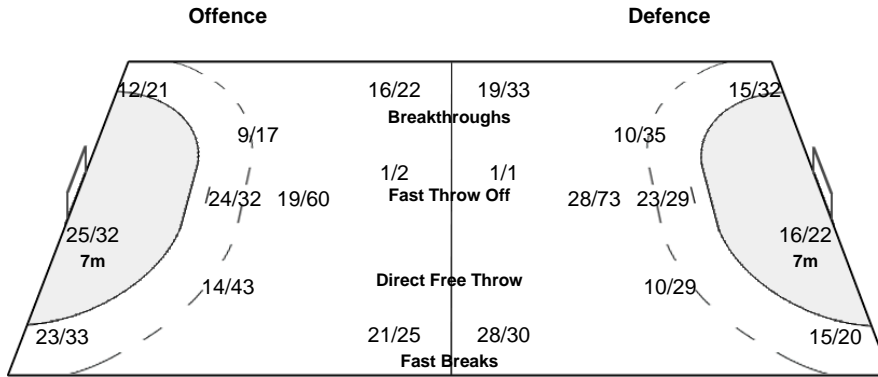 Offence Defence
12/21 16/22 19/33 15/32
Breakthroughs
9/17 10/35
1/2 1/1
24/32 19/60 Fast Throw Off 28/73 23/29
25/32 16/22
7m 7m
14/43 Direct Free Throw 10/29
23/33 21/25 28/30 15/20
Fast Breaks